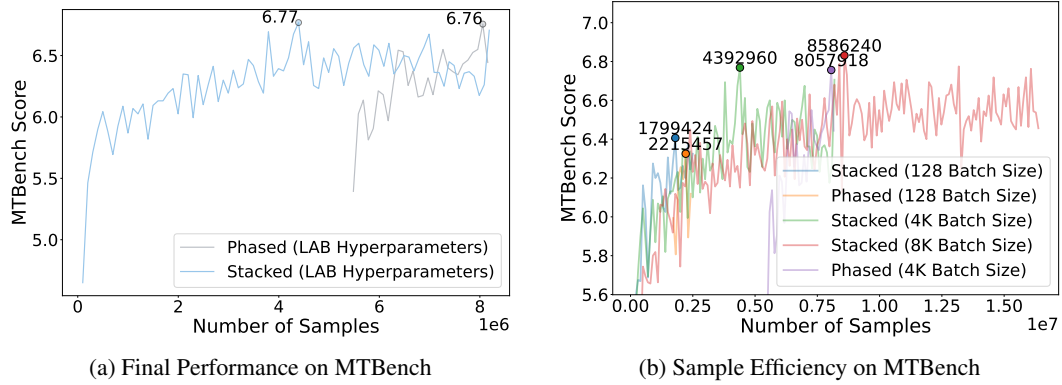 6.77
6.76
6.5
6.0
5.5
5.0
MTBench Score
0
2
4
6
8
1e6
Number of Samples
Phased (LAB Hyperparameters)
Stacked (LAB Hyperparameters)
(a) Final Performance on MTBench
7.0
6.8
6.6
6.4
6.2
6.0
5.8
5.6
MTBench Score
8586240
4392960
8057918
1799424
2215457
Stacked (128 Batch Size)
Phased (128 Batch Size)
Stacked (4K Batch Size)
Stacked (8K Batch Size)
Phased (4K Batch Size)
0.00
0.25
0.50
0.75
1.00
1.25
1.50
1e7
Number of Samples
(b) Sample Efficiency on MTBench